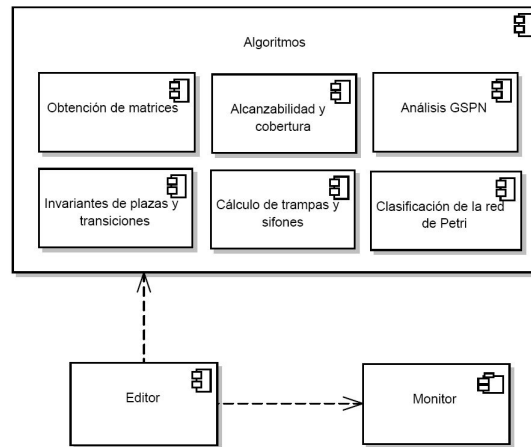 Algoritmos
Obtención de matrices
Alcanzabilidad y
cobertura
Análisis GSPN
Invariantes de plazas y
transiciones
Cálculo de trampas y
sifones
Clasificación de la red
de Petri
Editor
Monitor